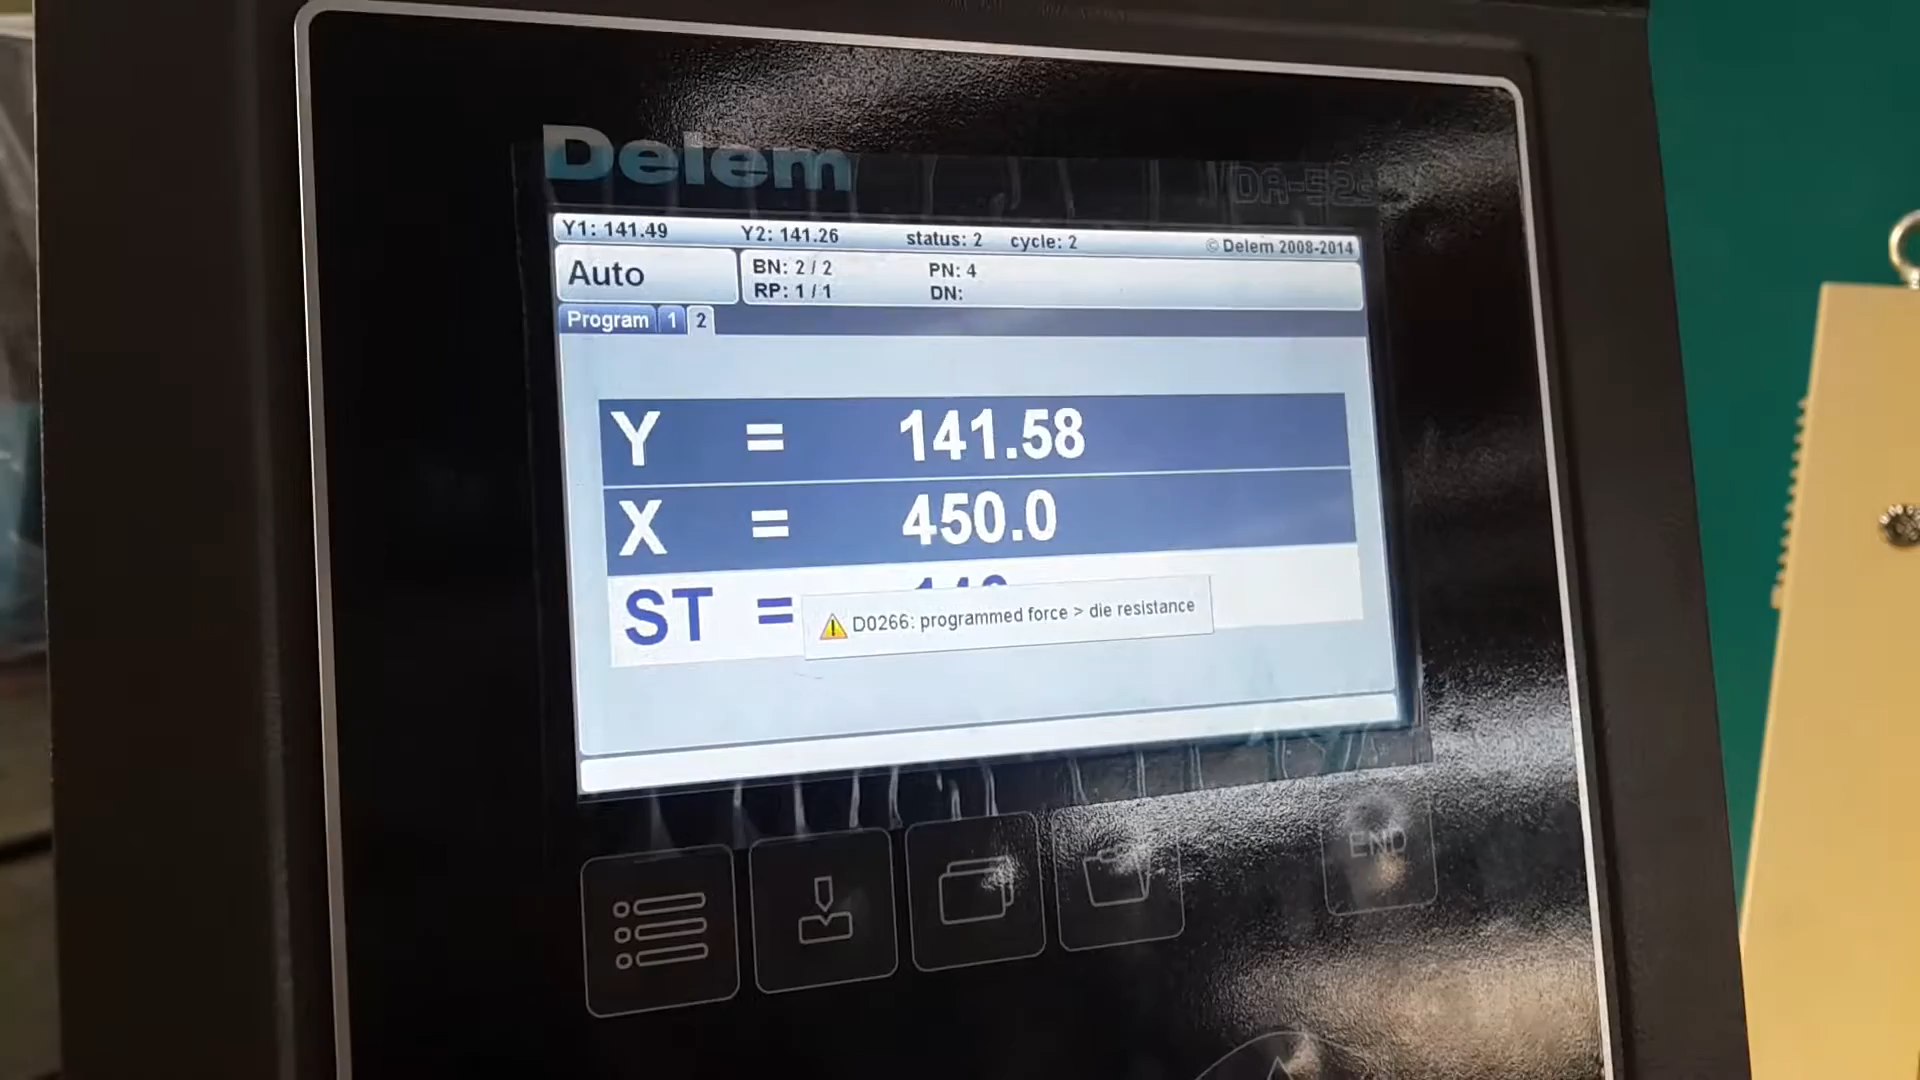 Delem
Y1: 141.49 Y2: 141.26 status: 2 cycle: 2 © Delem 2008-2014
Auto BN: 2 / 2 PN: 4
RP: 1 / 1 DN:
Program 1 2
Y = 141.58
X = 450.0
ST =
D0266: programmed force > die resistance
END